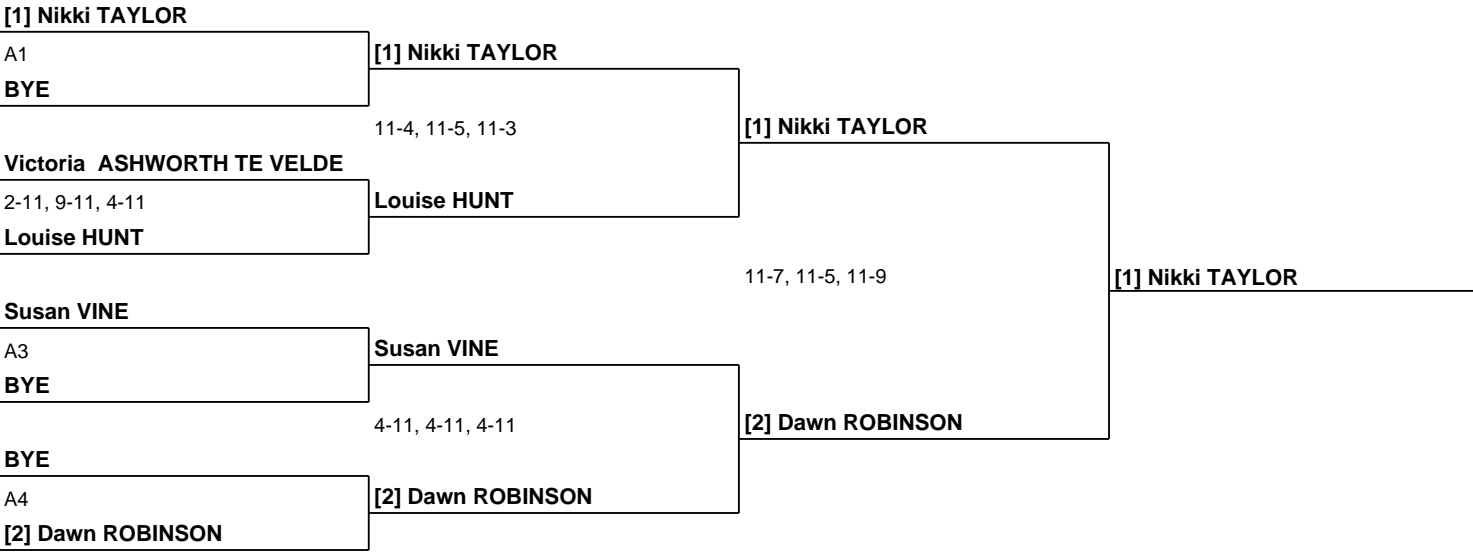 [1] Nikki TAYLOR
A1
[1] Nikki TAYLOR
BYE
11-4, 11-5, 11-3
[1] Nikki TAYLOR
Victoria  ASHWORTH TE VELDE
2-11, 9-11, 4-11
Louise HUNT
Louise HUNT
11-7, 11-5, 11-9
[1] Nikki TAYLOR
Susan VINE
A3
Susan VINE
BYE
4-11, 4-11, 4-11
[2] Dawn ROBINSON
BYE
A4
[2] Dawn ROBINSON
[2] Dawn ROBINSON